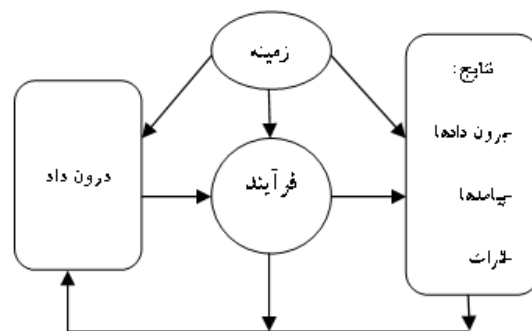 زمینه
درون داد
فرآیند
نتایج:
-برون دادها
-پیامدها
-اثرات